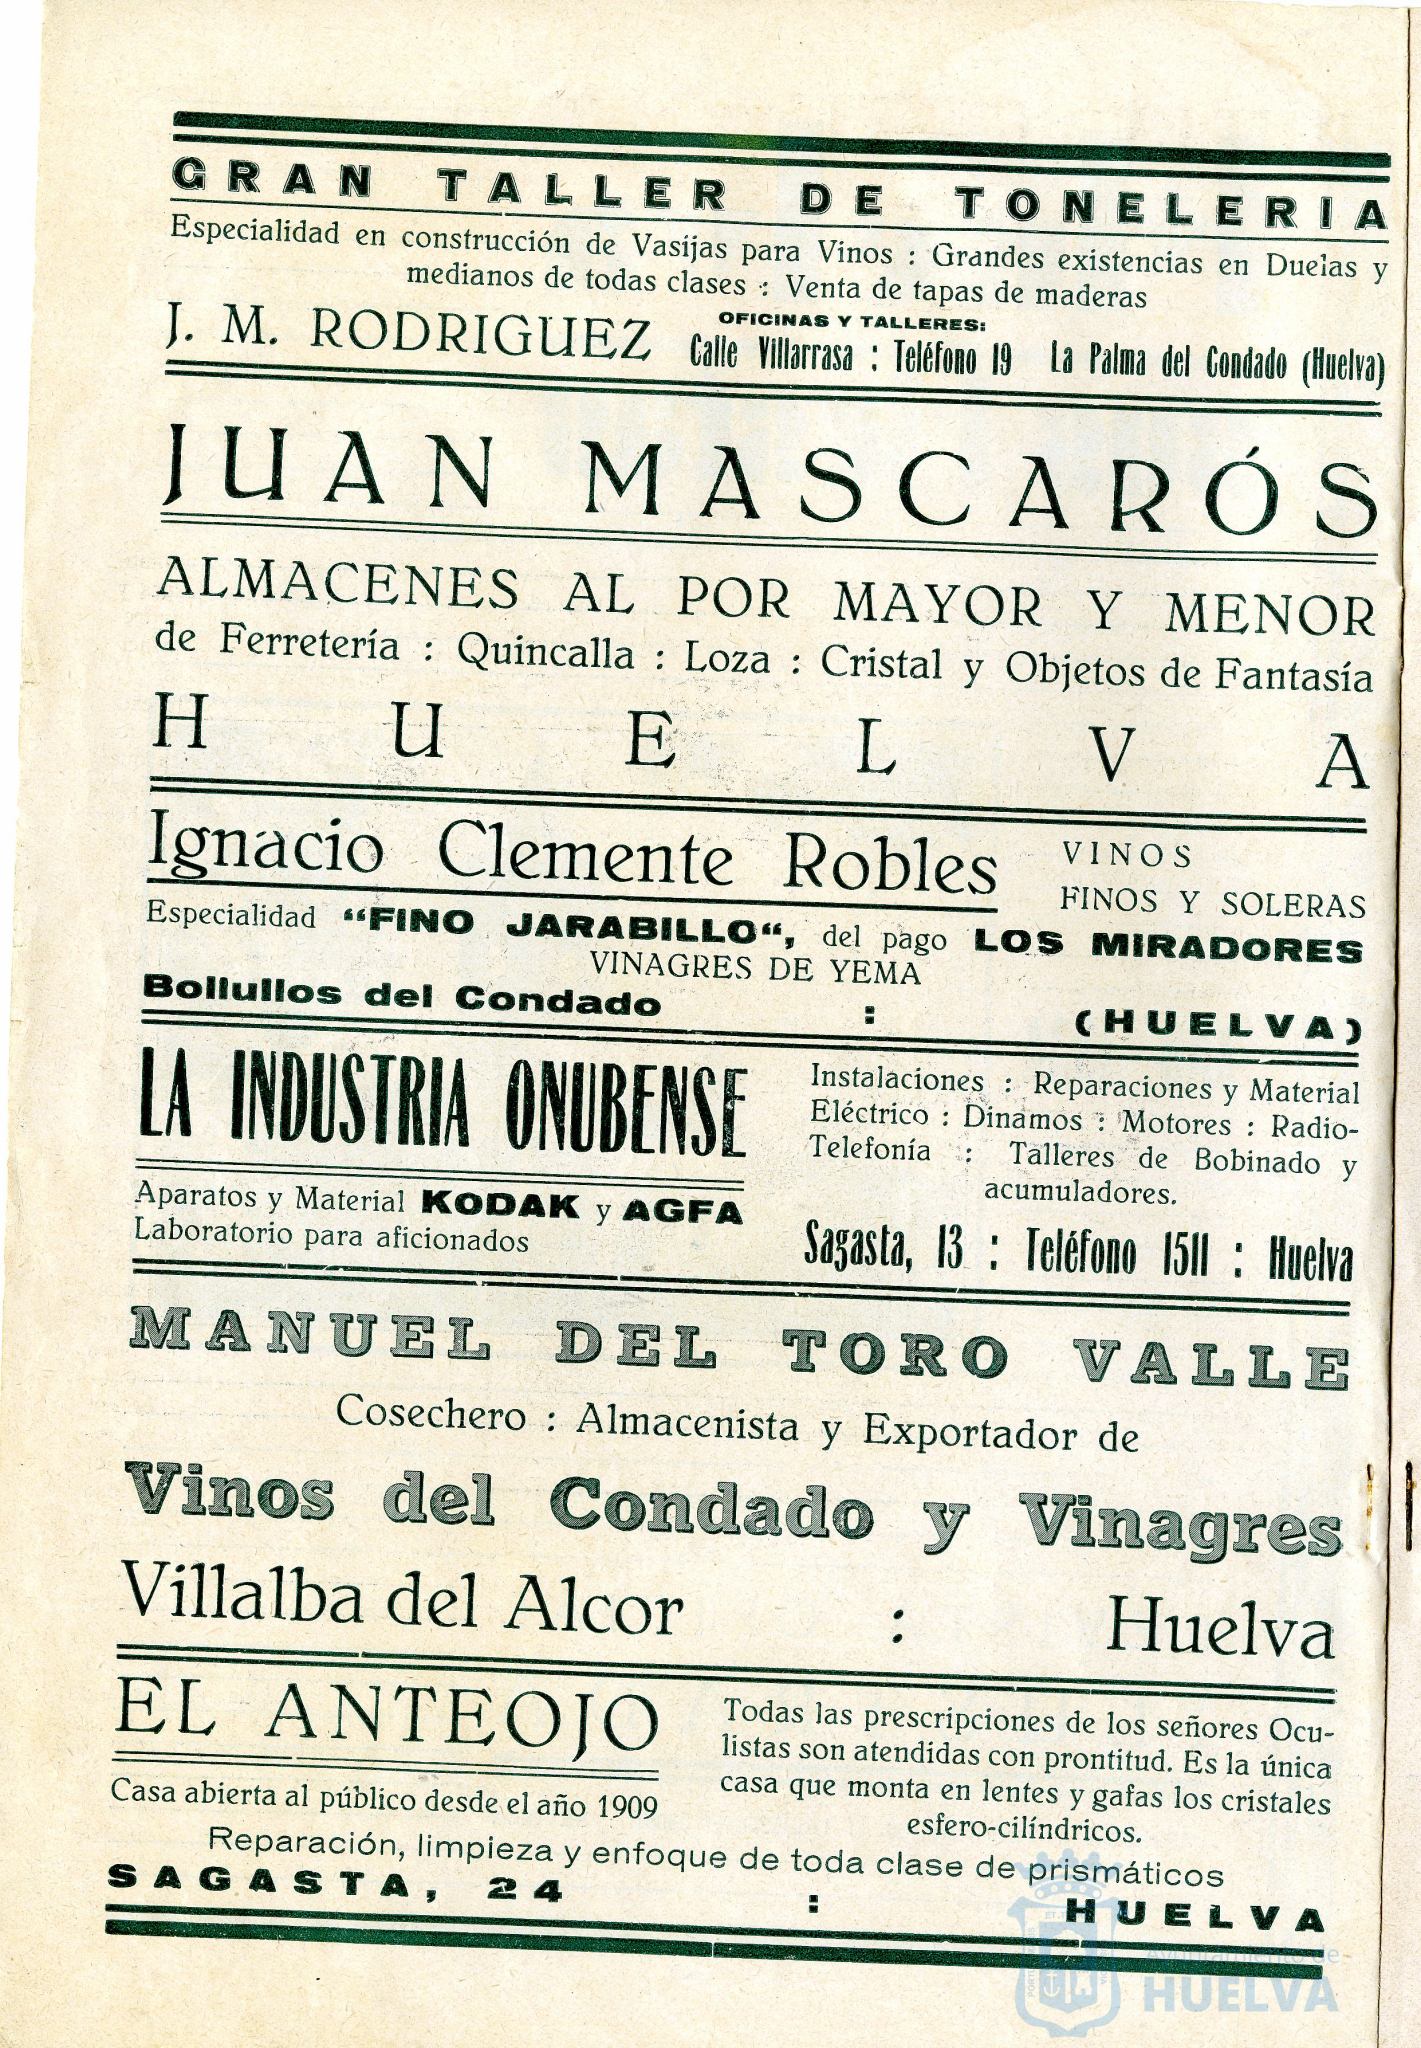 GRAN TALLER DE TONELERIA
Especialidad en construcción de Vasijas para Vinos : Grandes existencias en Duelas y
medianos de todas clases : Venta de tapas de maderas
J. M. RODRIGUEZ
OFICINAS Y TALLERES:
Calle Villarrasa : Teléfono 19 La Palma del Condado (Huelva)
JUAN MASCARÓS
ALMACENES AL POR MAYOR Y MENOR
de Ferretería : Quincalla : Loza : Cristal y Objetos de Fantasía
HUELVA
Ignacio Clemente Robles
VINOS
FINOS Y SOLERAS
Especialidad “FINO JARABILLO“, del pago LOS MIRADORES
VINAGRES DE YEMA
Bollullos del Condado : (HUELVA)
LA INDUSTRIA ONUBENSE
Aparatos y Material KODAK y AGFA
Laboratorio para aficionados
Instalaciones : Reparaciones y Material
Eléctrico : Dinamos : Motores : Radio-
Telefonía : Talleres de Bobinado y
acumuladores.
Sagasta, 13 : Teléfono 1511 : Huelva
MANUEL DEL TORO VALLE
Cosechero : Almacenista y Exportador de
Vinos del Condado y Vinagres
Villalba del Alcor : Huelva
EL ANTEOJO
Casa abierta al público desde el año 1909
Todas las prescripciones de los señores Ocu-
listas son atendidas con prontitud. Es la única
casa que monta en lentes y gafas los cristales
esfero-cilíndricos.
Reparación, limpieza y enfoque de toda clase de prismáticos
SAGASTA, 24 : HUELVA
Ayuntamiento de
HUELVA